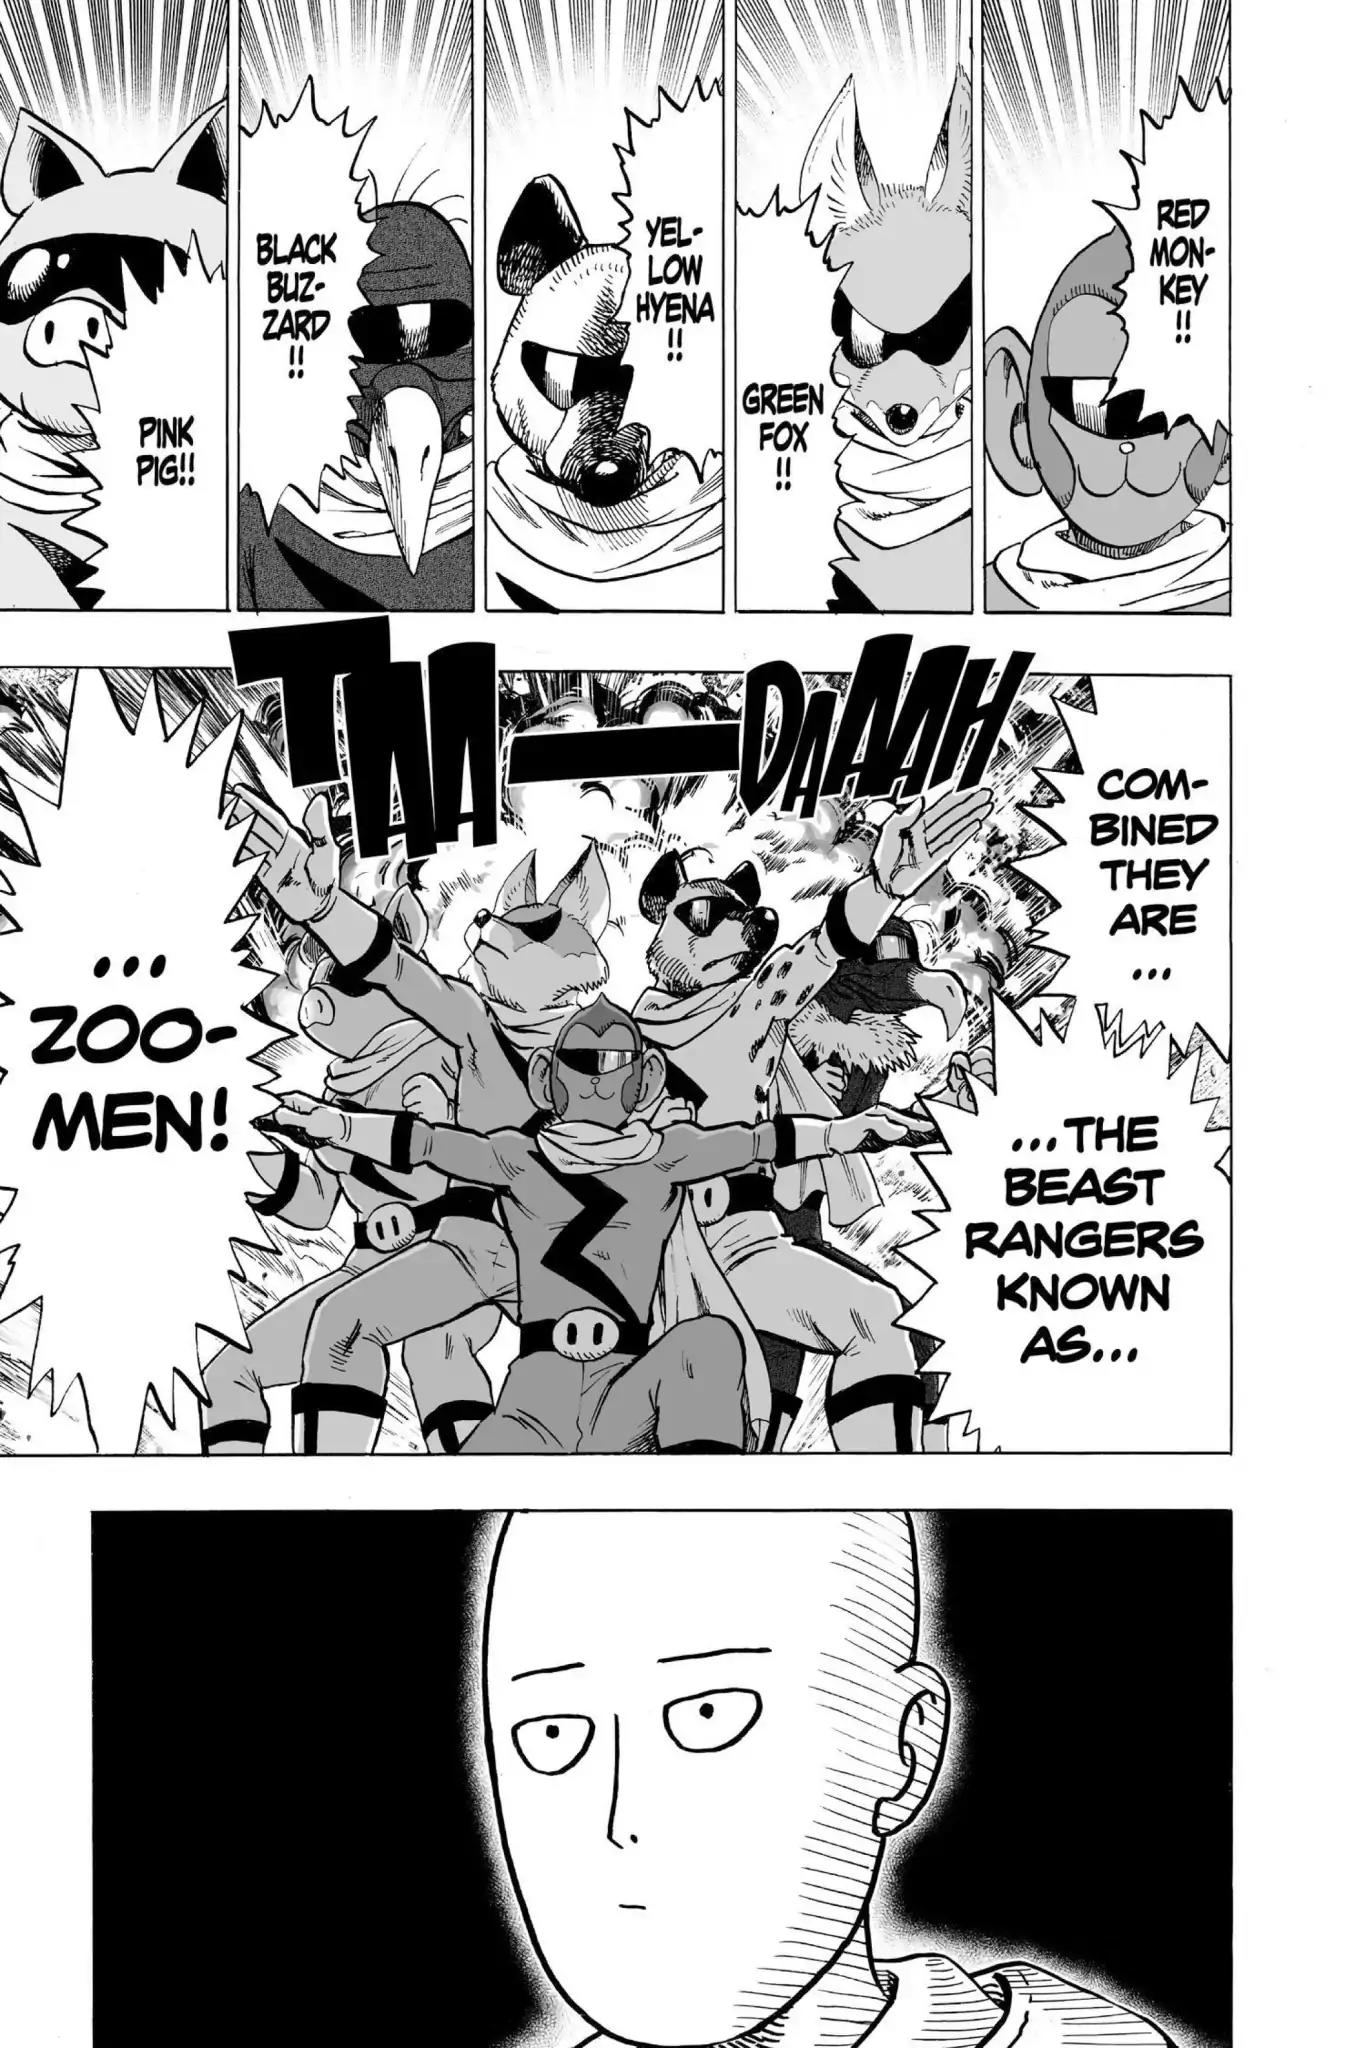 RED
MON-
KEY
!!
GREEN
FOX
!!
YEL-
LOW
HYENA
!!
BLACK
BUZ-
ZARD
!!
PINK
PIG!!
TAA—DAAAH
COM-
BINED
THEY
ARE
...
...THE
BEAST
RANGERS
KNOWN
AS...
...
ZOO-
MEN!